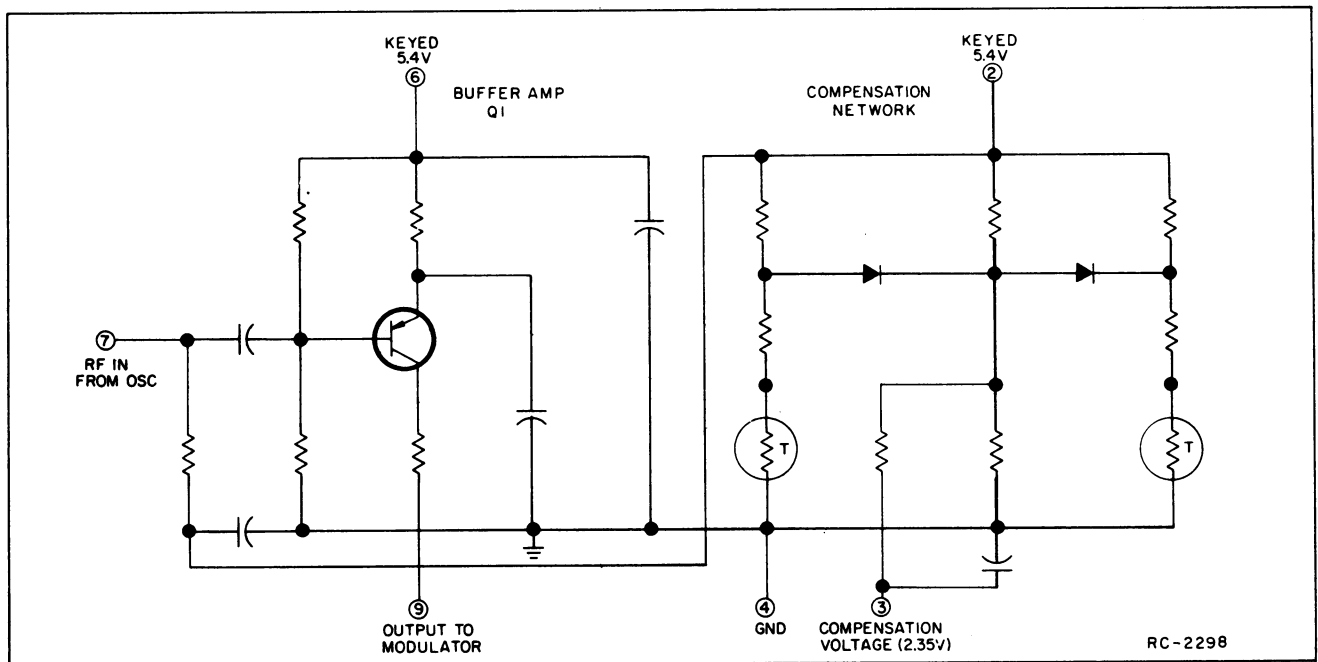 KEYED
5.4V
⑥
BUFFER AMP
Q1
KEYED
5.4V
②
COMPENSATION
NETWORK
⑦
RF IN
FROM OSC
T
T
⑨
OUTPUT TO
MODULATOR
④
GND
③
COMPENSATION
VOLTAGE (2.35V)
RC-2298